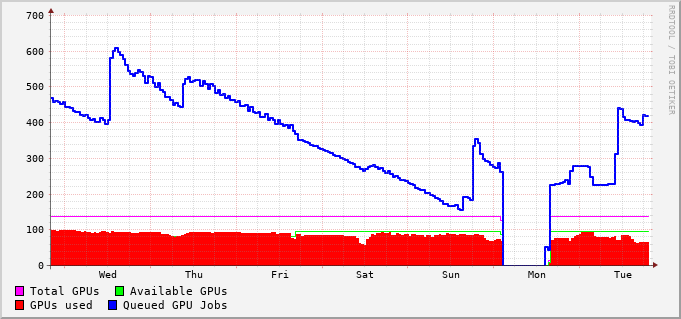 700
600
500
400
300
200
100
0
Wed Thu Fri Sat Sun Mon Tue
Total GPUs Available GPUs
GPUs used Queued GPU Jobs
RRDTOOL / TOBI OETIKER